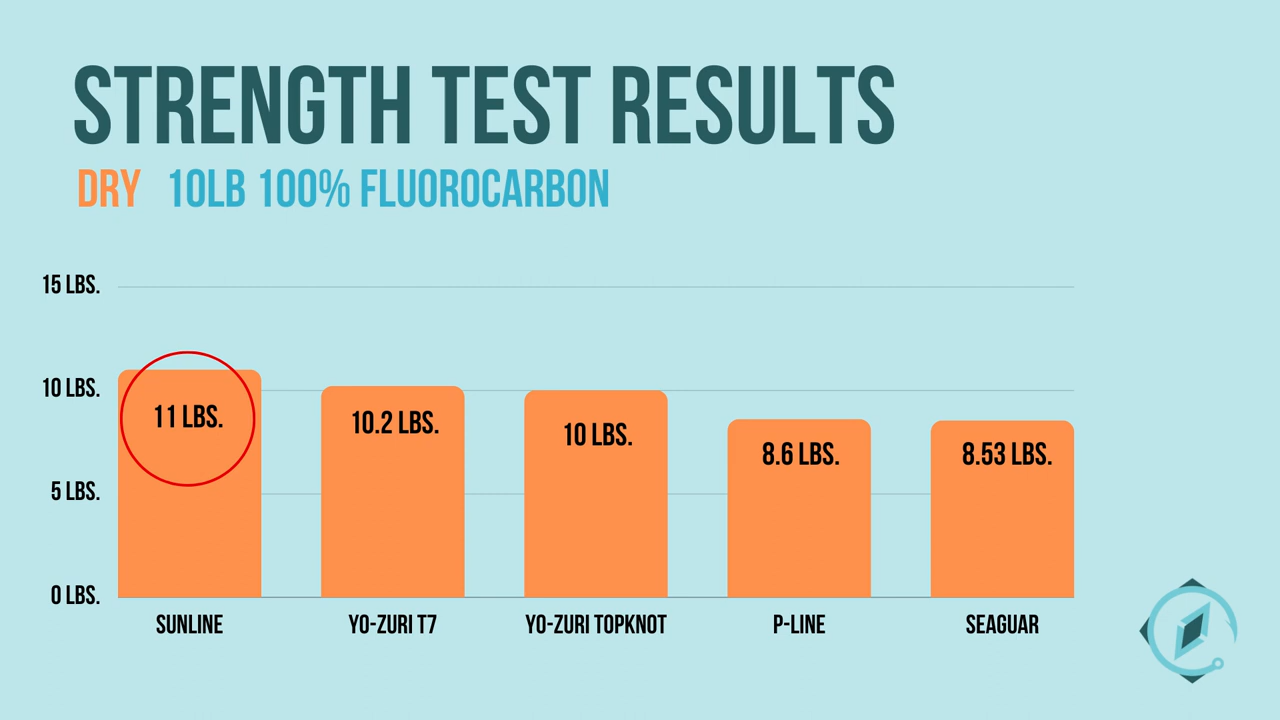 STRENGTH TEST RESULTS
DRY 10LB 100% FLUOROCARBON
15 LBS.
10 LBS.
5 LBS.
0 LBS.
11 LBS.
10.2 LBS.
10 LBS.
8.6 LBS.
8.53 LBS.
SUNLINE
YO-ZURI T7
YO-ZURI TOPKNOT
P-LINE
SEAGUAR